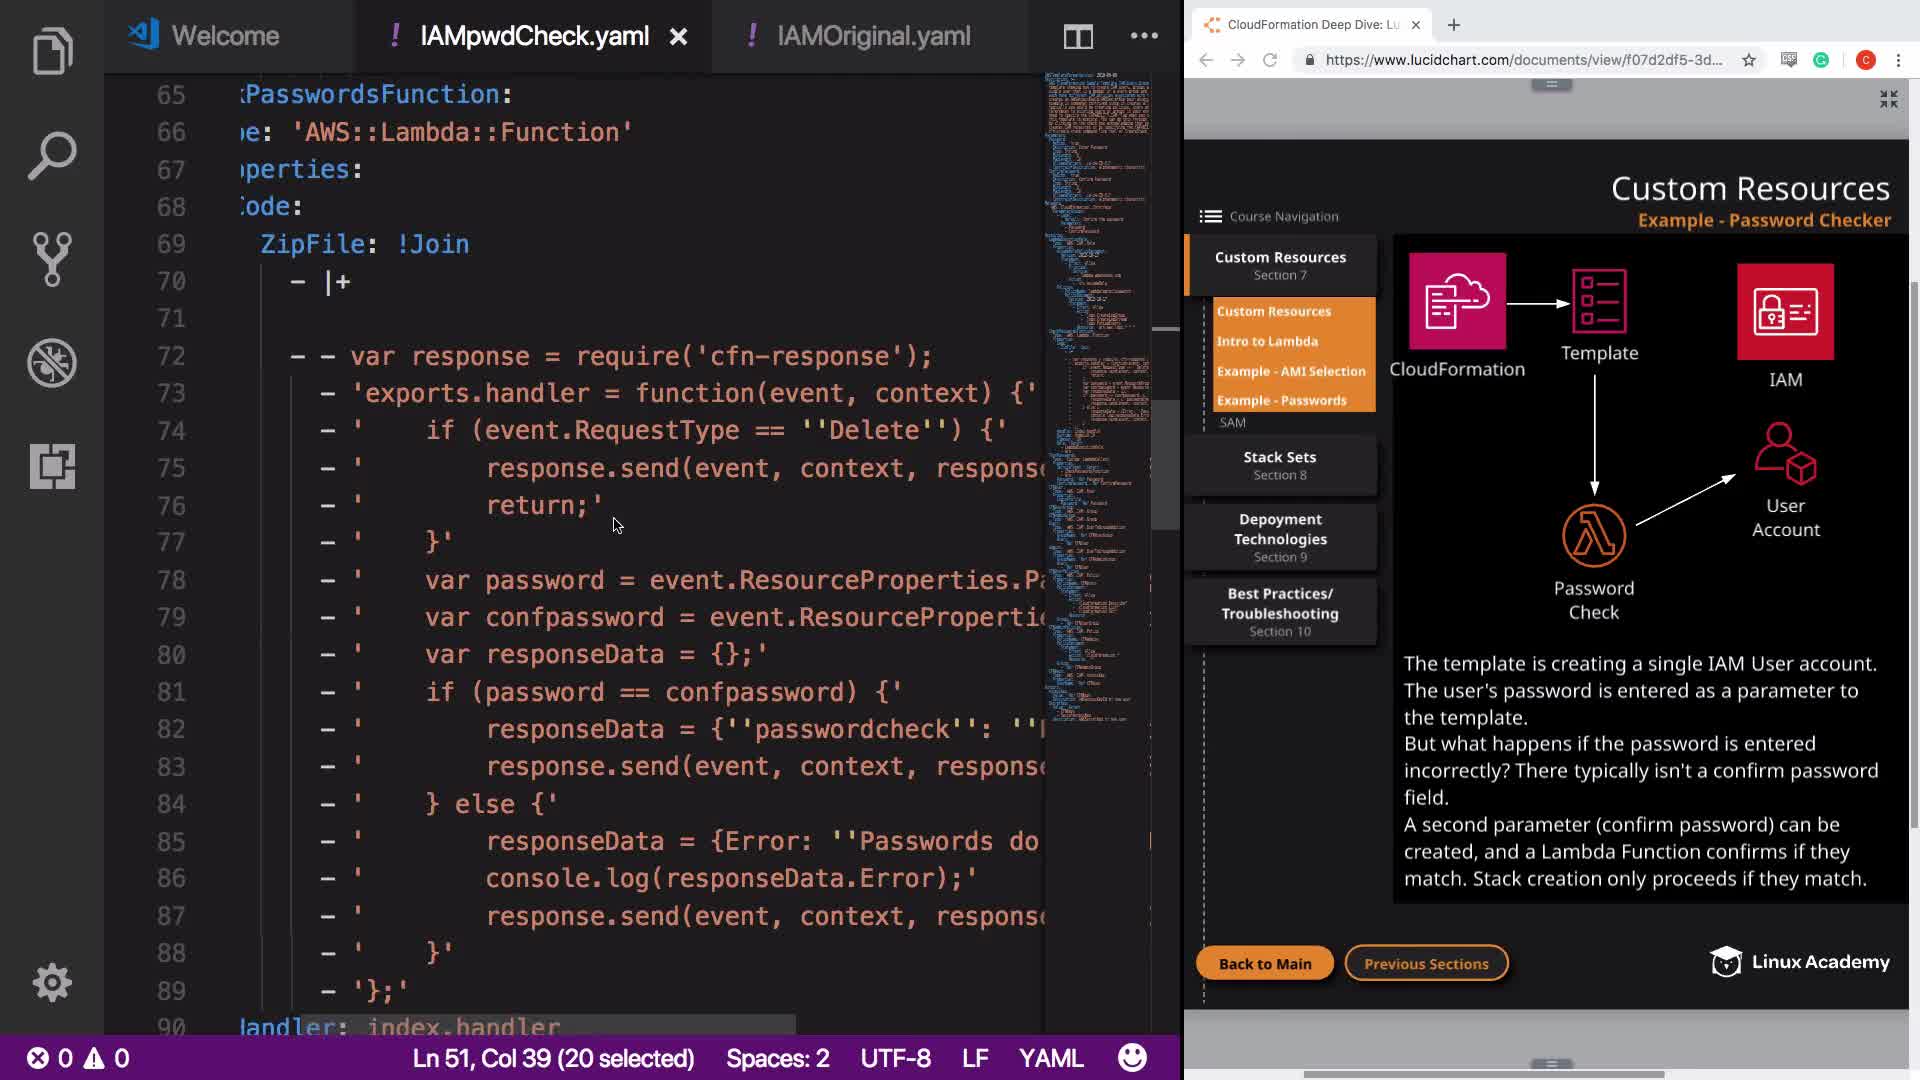 Welcome
! IAMpwdCheck.yaml
! IAMOriginal.yaml
65 kPasswordsFunction:
66 pe: 'AWS::Lambda::Function'
67 operties:
68 Code:
69 ZipFile: !Join
70 - |+
71
72 - - var response = require('cfn-response');
73 - 'exports.handler = function(event, context) {'
74 - ' if (event.RequestType == ''Delete'') {'
75 - ' response.send(event, context, response
76 - ' return;'
77 - ' }'
78 - ' var password = event.ResourceProperties.Pa
79 - ' var confpassword = event.ResourceProperties
80 - ' var responseData = {};'
81 - ' if (password == confpassword) {'
82 - ' responseData = {''passwordcheck'': ''
83 - ' response.send(event, context, response
84 - ' } else {'
85 - ' responseData = {Error: ''Passwords do
86 - ' console.log(responseData.Error);'
87 - ' response.send(event, context, response
88 - ' }'
89 - '};'
90 Handler: index.handler
0 0
Ln 51, Col 39 (20 selected)
Spaces: 2
UTF-8
LF
YAML
CloudFormation Deep Dive: Lu
https://www.lucidchart.com/documents/view/f07d2df5-3d...
C
Custom Resources
Example - Password Checker
Course Navigation
Custom Resources
Section 7
Custom Resources
Intro to Lambda
Example - AMI Selection
Example - Passwords
SAM
Stack Sets
Section 8
Depoyment
Technologies
Section 9
Best Practices/
Troubleshooting
Section 10
CloudFormation
Template
IAM
User
Account
Password
Check
The template is creating a single IAM User account.
The user's password is entered as a parameter to
the template.
But what happens if the password is entered
incorrectly? There typically isn't a confirm password
field.
A second parameter (confirm password) can be
created, and a Lambda Function confirms if they
match. Stack creation only proceeds if they match.
Back to Main
Previous Sections
Linux Academy